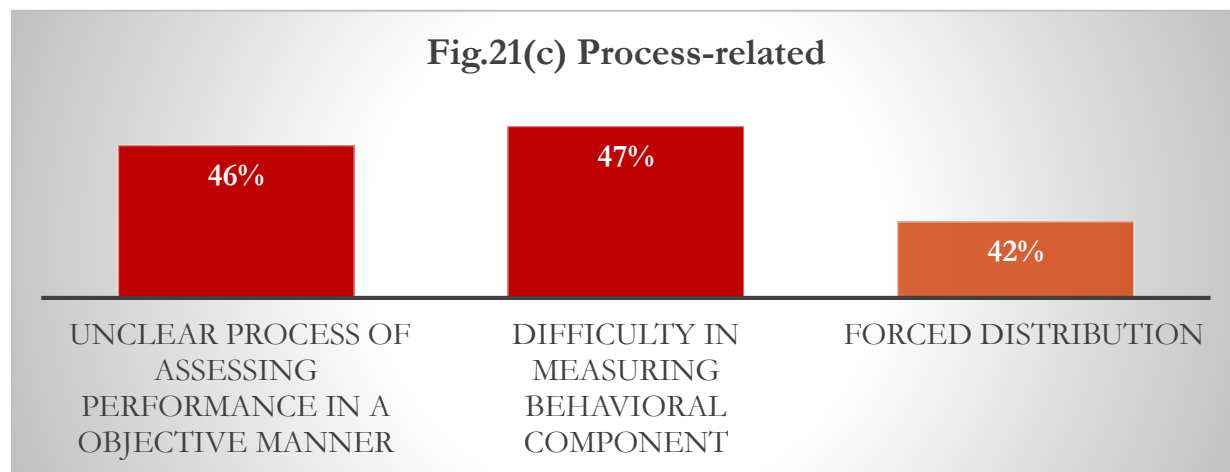 Fig.21(c) Process-related
46%
47%
42%
UNCLEAR PROCESS OF
ASSESSING
PERFORMANCE IN A
OBJECTIVE MANNER
DIFFICULTY IN
MEASURING
BEHAVIORAL
COMPONENT
FORCED DISTRIBUTION